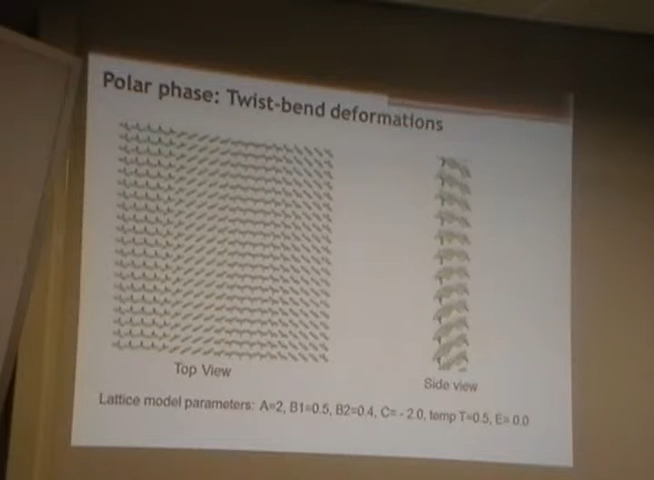 Polar phase: Twist-bend deformations
Top View
Side view
Lattice model parameters: A=2, B1=0.5, B2=0.4, C= - 2.0, temp T=0.5, E= 0.0